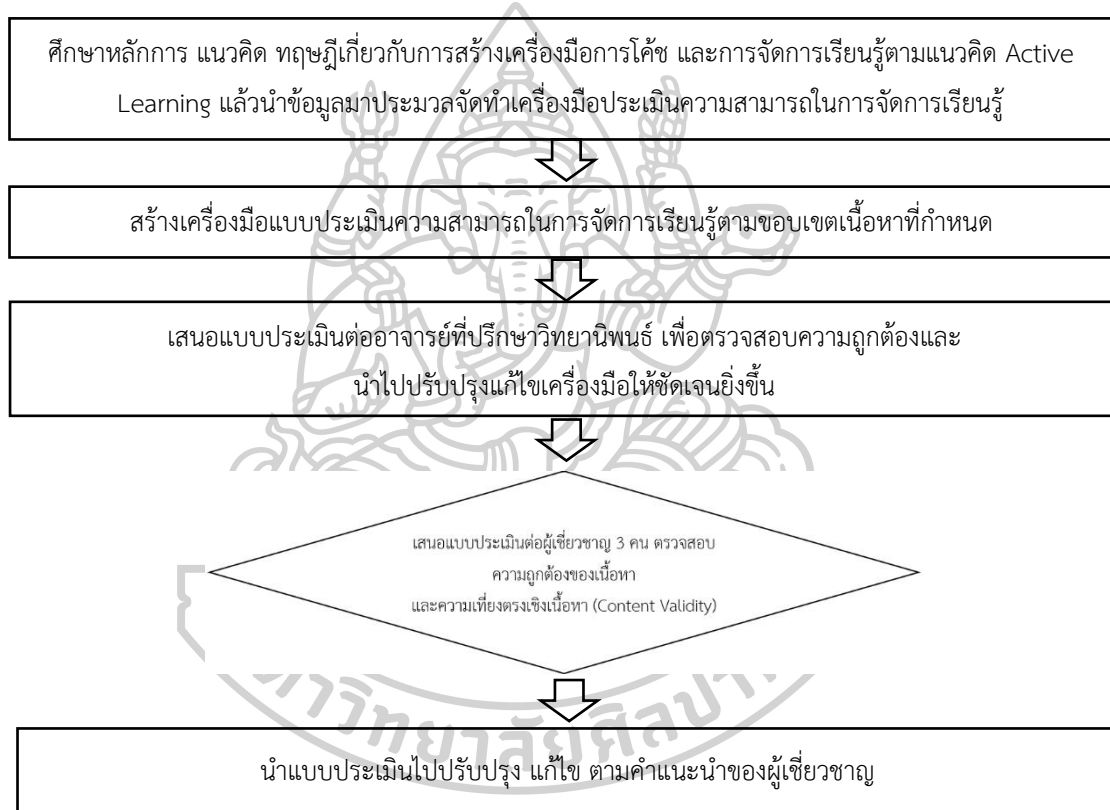 ศึกษาหลักการ แนวคิด ทฤษฎีเกี่ยวกับการสร้างเครื่องมือการโค้ช และการจัดการเรียนรู้ตามแนวคิด Active
Learning แล้วนำข้อมูลมาประมวลจัดทำเครื่องมือประเมินความสามารถในการจัดการเรียนรู้
สร้างเครื่องมือแบบประเมินความสามารถในการจัดการเรียนรู้ตามขอบเขตเนื้อหาที่กำหนด
เสนอแบบประเมินต่ออาจารย์ที่ปรึกษาวิทยานิพนธ์ เพื่อตรวจสอบความถูกต้องและ
นำไปปรับปรุงแก้ไขเครื่องมือให้ชัดเจนยิ่งขึ้น
เสนอแบบประเมินต่อผู้เชี่ยวชาญ 3 คน ตรวจสอบ
ความถูกต้องของเนื้อหา
และความเที่ยงตรงเชิงเนื้อหา (Content Validity)
นำแบบประเมินไปปรับปรุง แก้ไข ตามคำแนะนำของผู้เชี่ยวชาญ